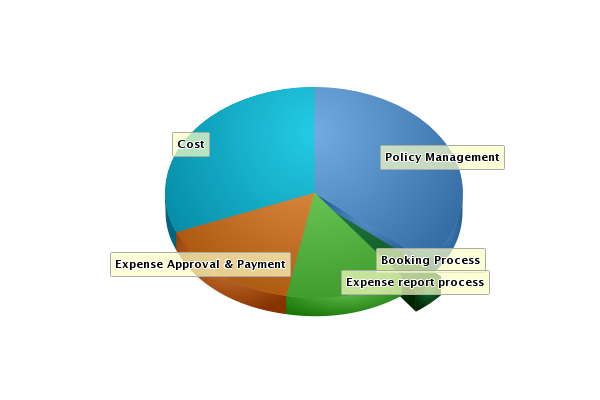 Cost
Policy Management
Booking Process
Expense Approval & Payment
Expense report process